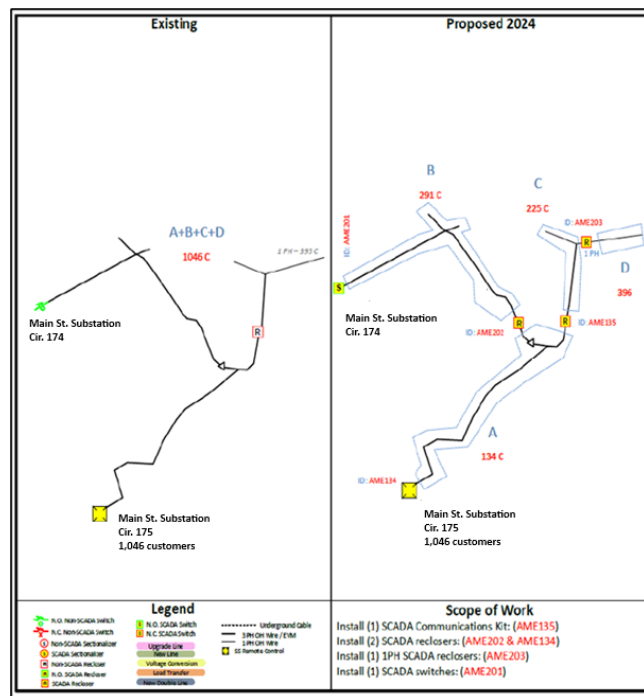 Existing
A+B+C+D
1046 C
1 PH – 395 C
R
Main St. Substation
Cir. 174
Main St. Substation
Cir. 175
1,046 customers
Proposed 2024
B
291 C
C
225 C
ID: AME203
R
1 PH
D
396
ID: AME201
S
Main St. Substation
Cir. 174
R
ID: AME202
R
ID: AME135
A
134 C
ID: AME134
Main St. Substation
Cir. 175
1,046 customers
Legend
N.O. Non-SCADA Switch
N.C. Non-SCADA Switch
Non-SCADA Sectionalizer
SCADA Sectionalizer
Non-SCADA Recloser
N.O. SCADA Recloser
SCADA Recloser
N.O. SCADA Switch
N.C. SCADA Switch
Upgrade Line
New Line
Voltage Conversion
Load Transfer
New Double Line
Underground Cable
3PH OH Wire / EVM
1PH OH Wire
SS Remote Control
Scope of Work
Install (1) SCADA Communications Kit: (AME135)
Install (2) SCADA reclosers: (AME202 & AME134)
Install (1) 1PH SCADA reclosers: (AME203)
Install (1) SCADA switches: (AME201)